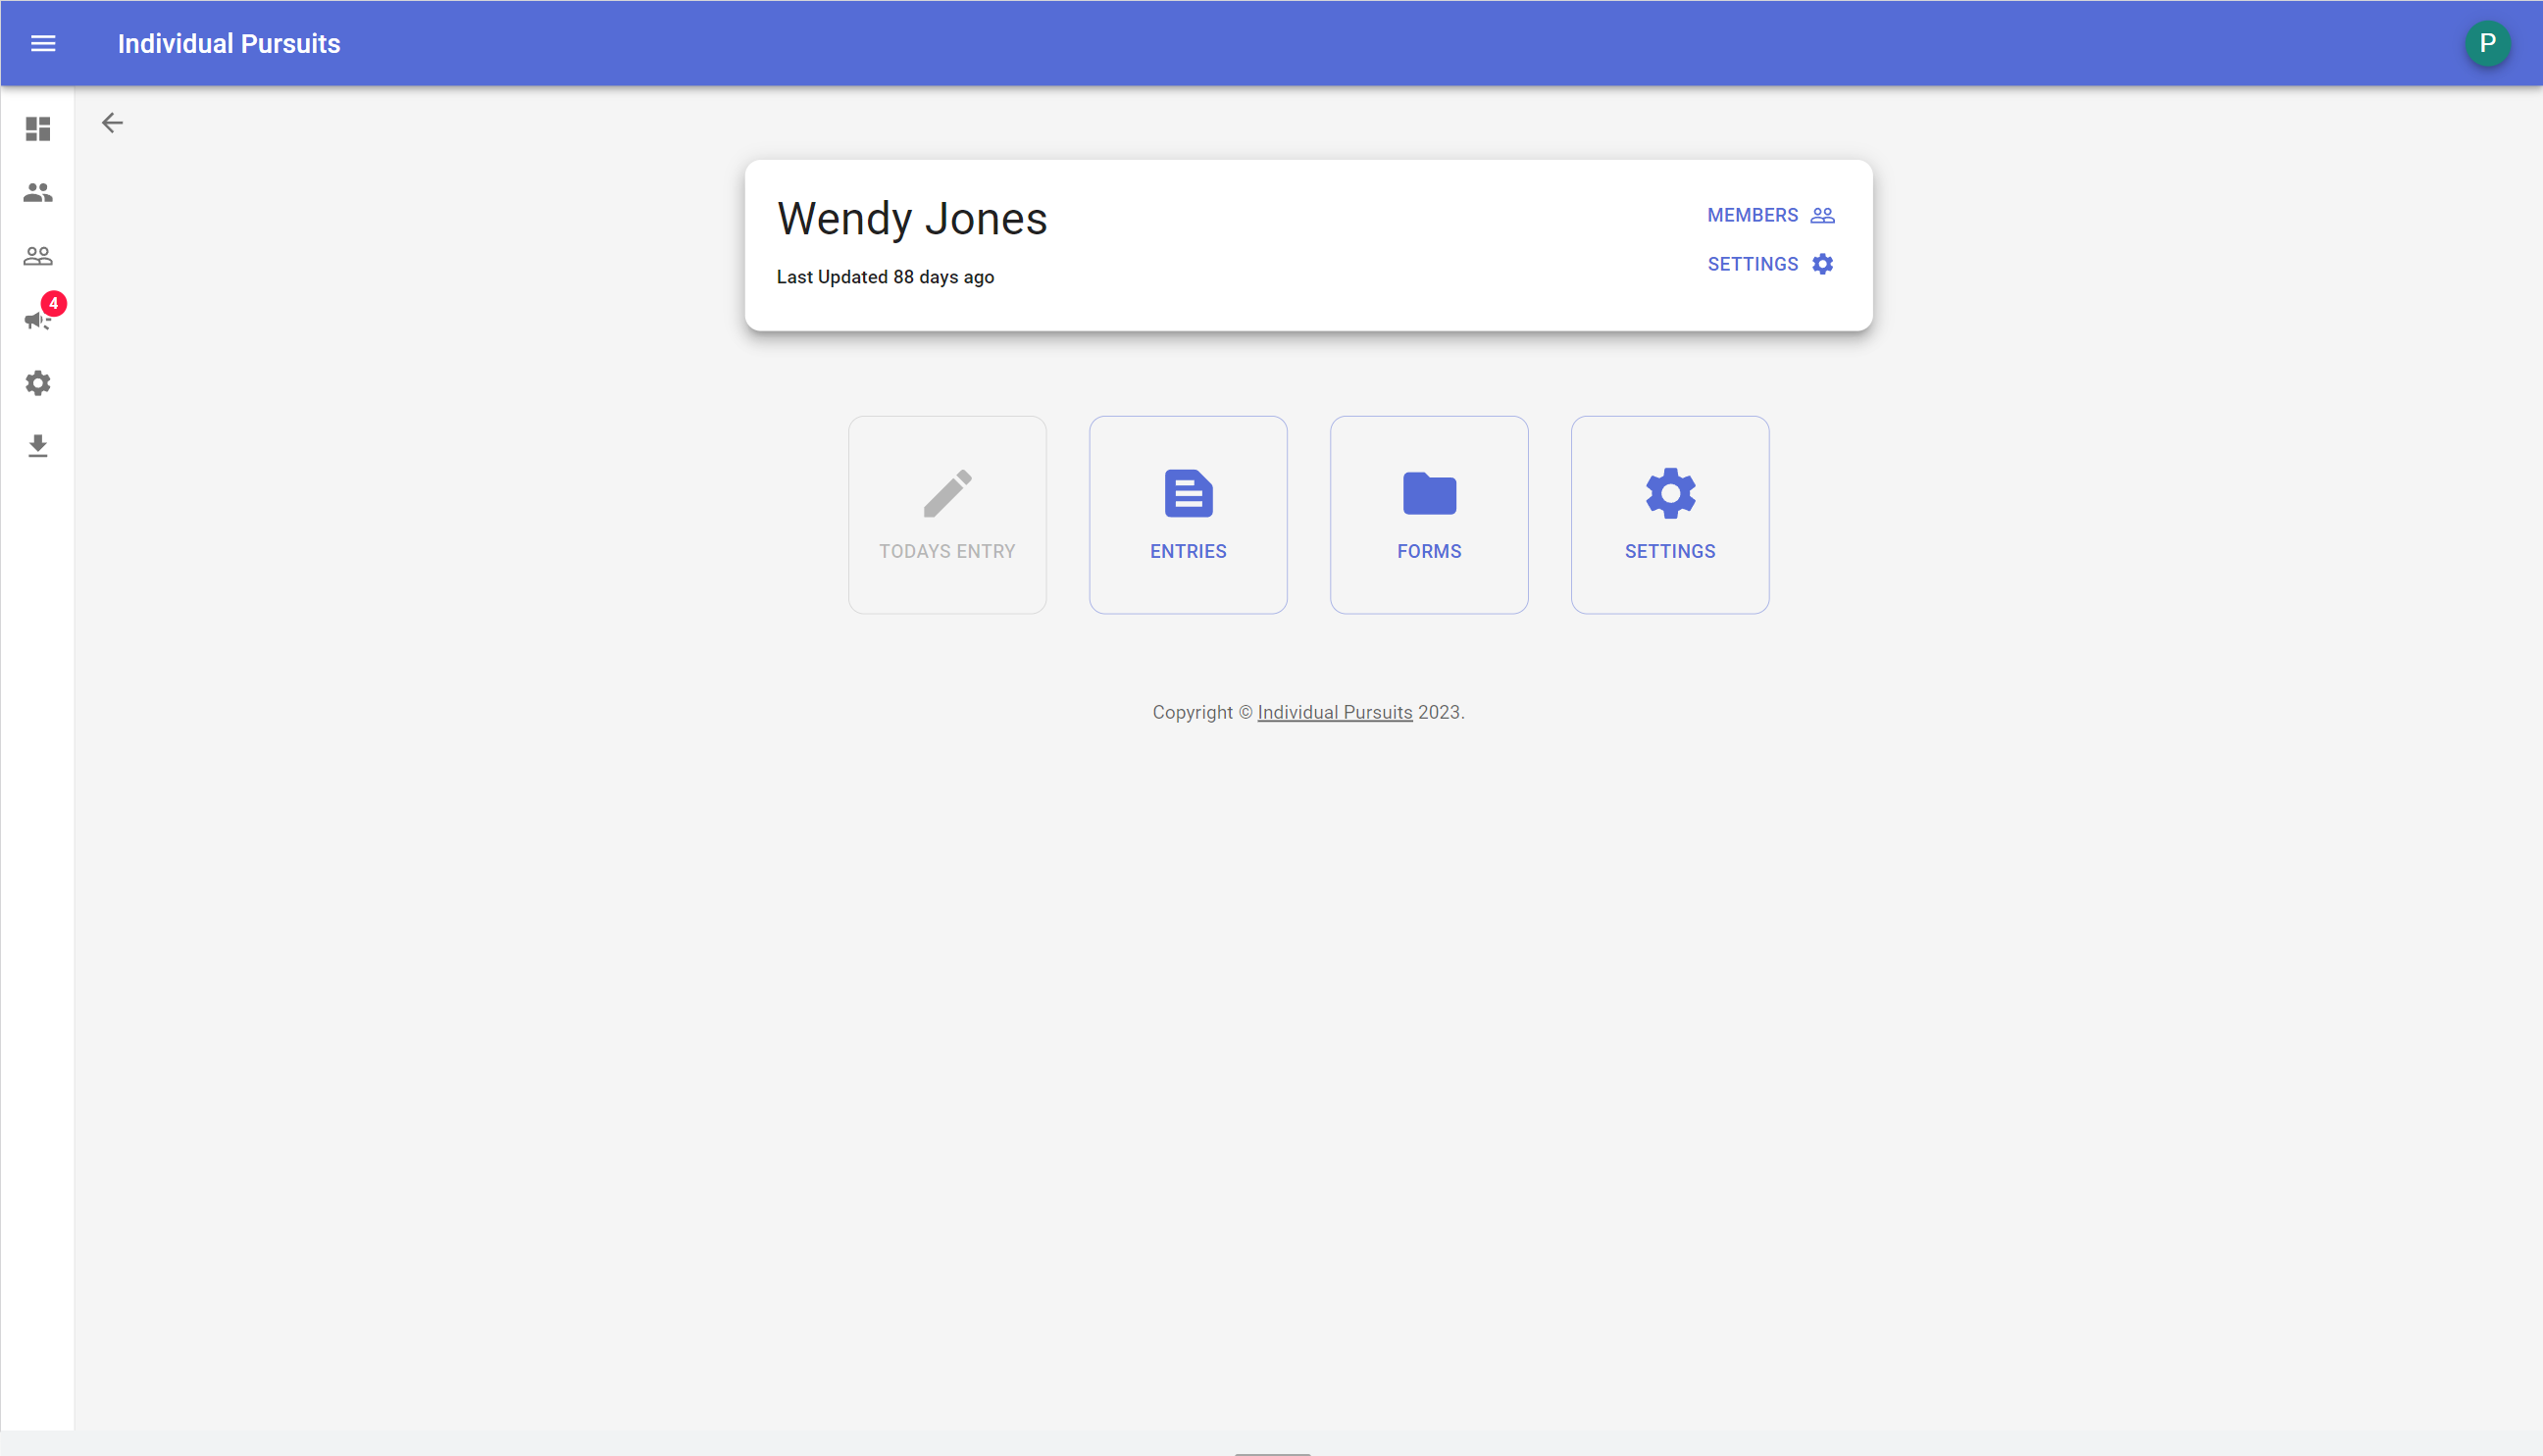 Individual Pursuits
P
Wendy Jones
MEMBERS
Last Updated 88 days ago
SETTINGS
4
TODAYS ENTRY
ENTRIES
FORMS
SETTINGS
Copyright © Individual Pursuits 2023.